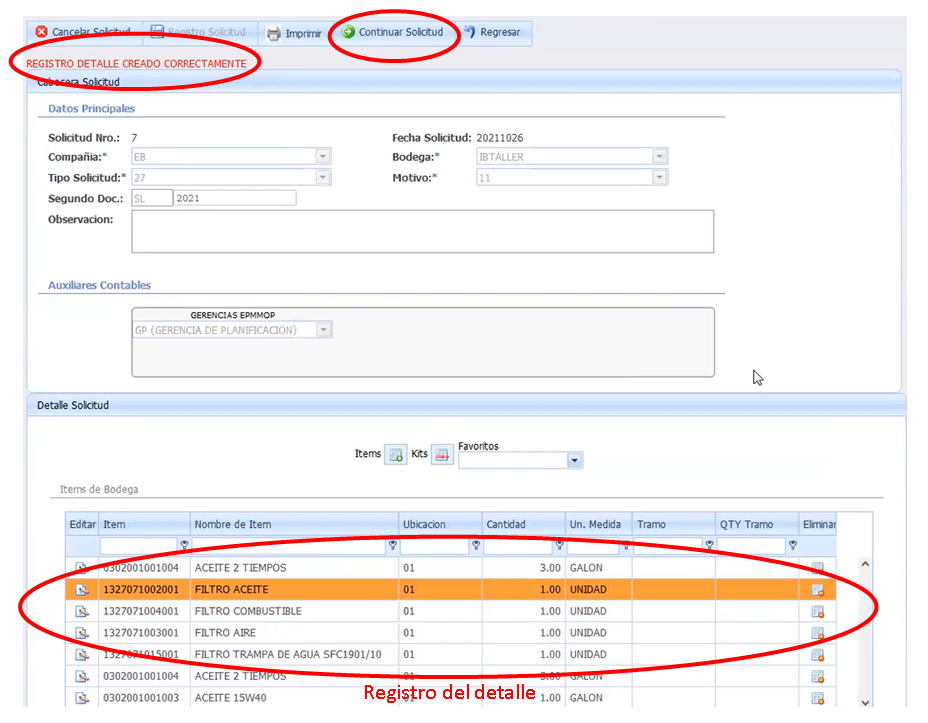 Cancelar Solicitud Registro Solicitud Imprimir Continuar Solicitud Regresar
REGISTRO DETALLE CREADO CORRECTAMENTE
Cabecera Solicitud
Datos Principales
Solicitud Nro.: 7 Fecha Solicitud: 20211026
Compañia:* EB Bodega:* IBTALLER
Tipo Solicitud:* 27 Motivo:* 11
Segundo Doc.: SL 2021
Observacion:
Auxiliares Contables
GERENCIAS EPMMOP
GP (GERENCIA DE PLANIFICACION)
Detalle Solicitud
Items Kits Favoritos
Items de Bodega
Editar Item Nombre de Item Ubicacion Cantidad Un. Medida Tramo QTY Tramo Eliminar
0302001001004 ACEITE 2 TIEMPOS 01 3.00 GALON
1327071002001 FILTRO ACEITE 01 1.00 UNIDAD
1327071004001 FILTRO COMBUSTIBLE 01 1.00 UNIDAD
1327071003001 FILTRO AIRE 01 1.00 UNIDAD
1327071015001 FILTRO TRAMPA DE AGUA SFC1901/10 01 1.00 UNIDAD
0302001001004 ACEITE 2 TIEMPOS 01 GALON
0302001001003 ACEITE 15W40 01 1.00 GALON
Registro del detalle